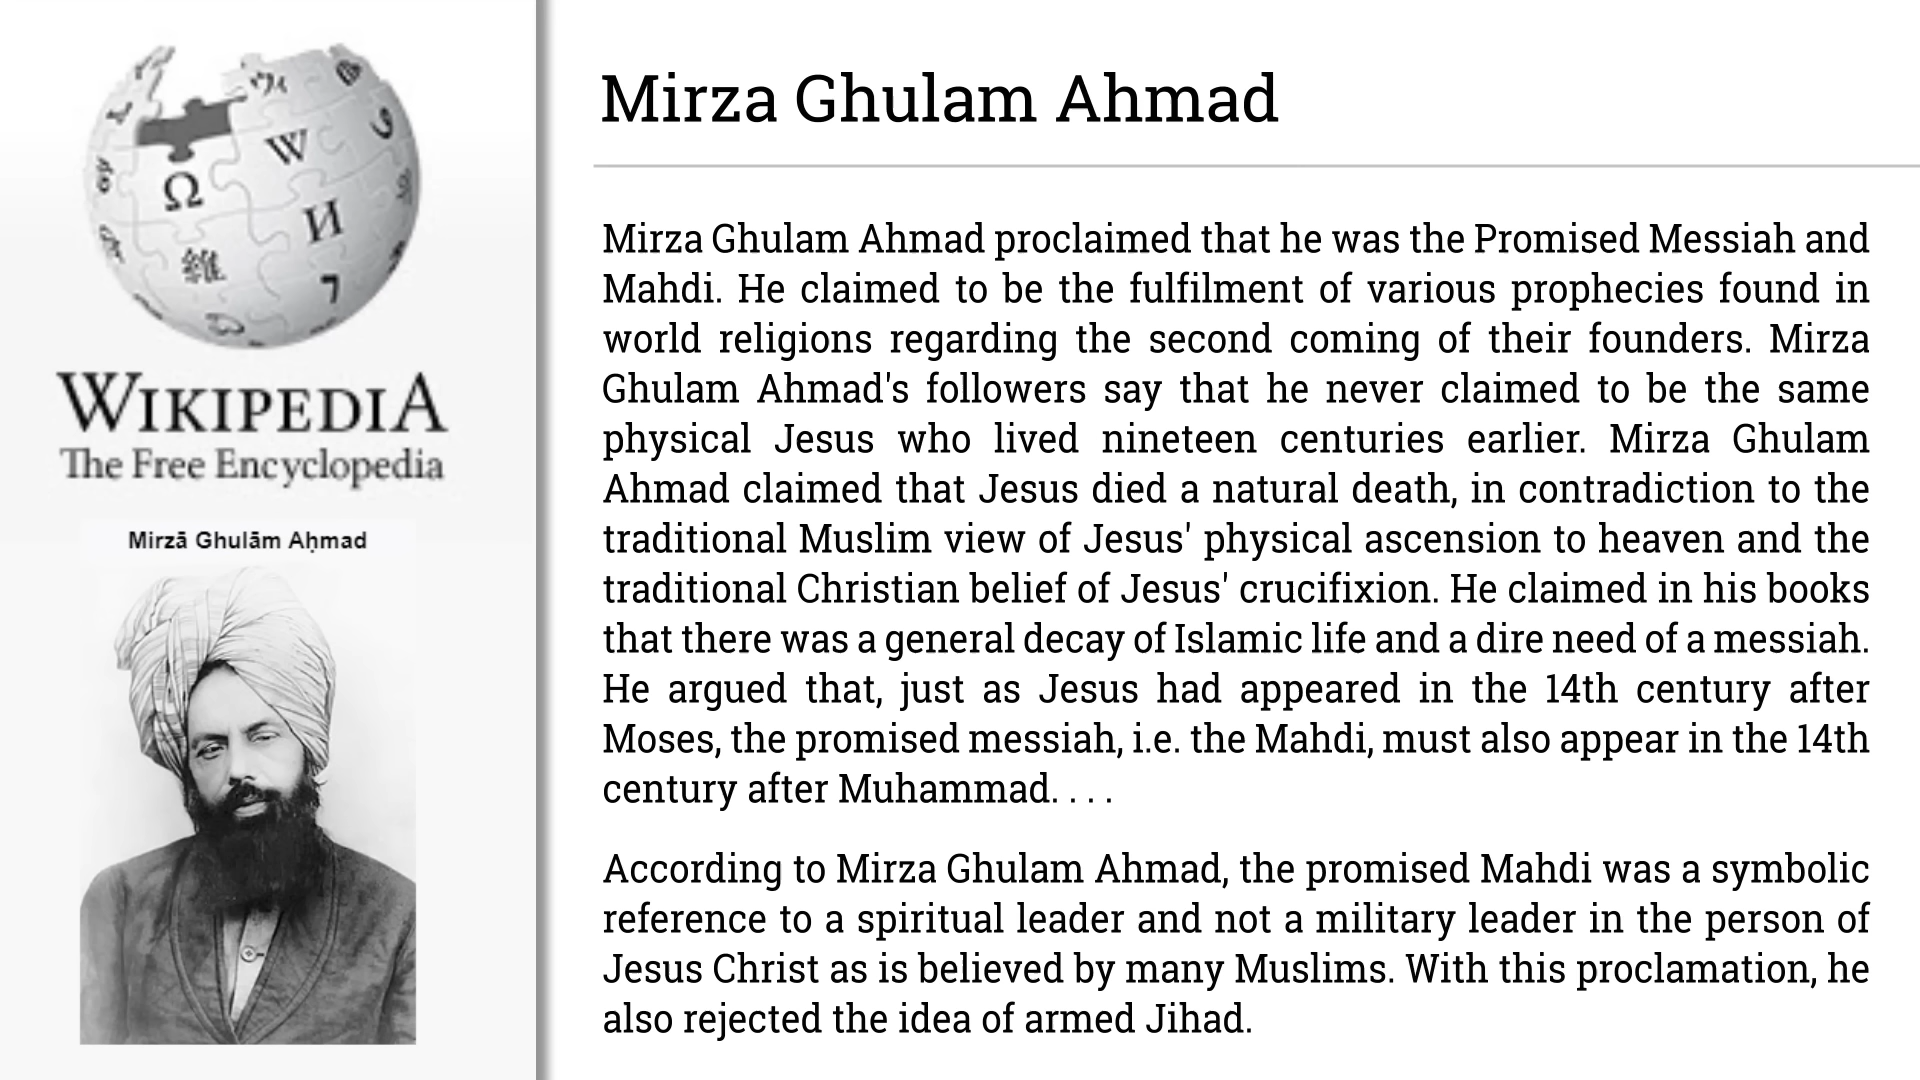 Ω
W
И
維
7
WIKIPEDIA
The Free Encyclopedia
Mirzā Ghulām Aḥmad
Mirza Ghulam Ahmad
Mirza Ghulam Ahmad proclaimed that he was the Promised Messiah and
Mahdi. He claimed to be the fulfilment of various prophecies found in
world religions regarding the second coming of their founders. Mirza
Ghulam Ahmad's followers say that he never claimed to be the same
physical Jesus who lived nineteen centuries earlier. Mirza Ghulam
Ahmad claimed that Jesus died a natural death, in contradiction to the
traditional Muslim view of Jesus' physical ascension to heaven and the
traditional Christian belief of Jesus' crucifixion. He claimed in his books
that there was a general decay of Islamic life and a dire need of a messiah.
He argued that, just as Jesus had appeared in the 14th century after
Moses, the promised messiah, i.e. the Mahdi, must also appear in the 14th
century after Muhammad. . . .
According to Mirza Ghulam Ahmad, the promised Mahdi was a symbolic
reference to a spiritual leader and not a military leader in the person of
Jesus Christ as is believed by many Muslims. With this proclamation, he
also rejected the idea of armed Jihad.